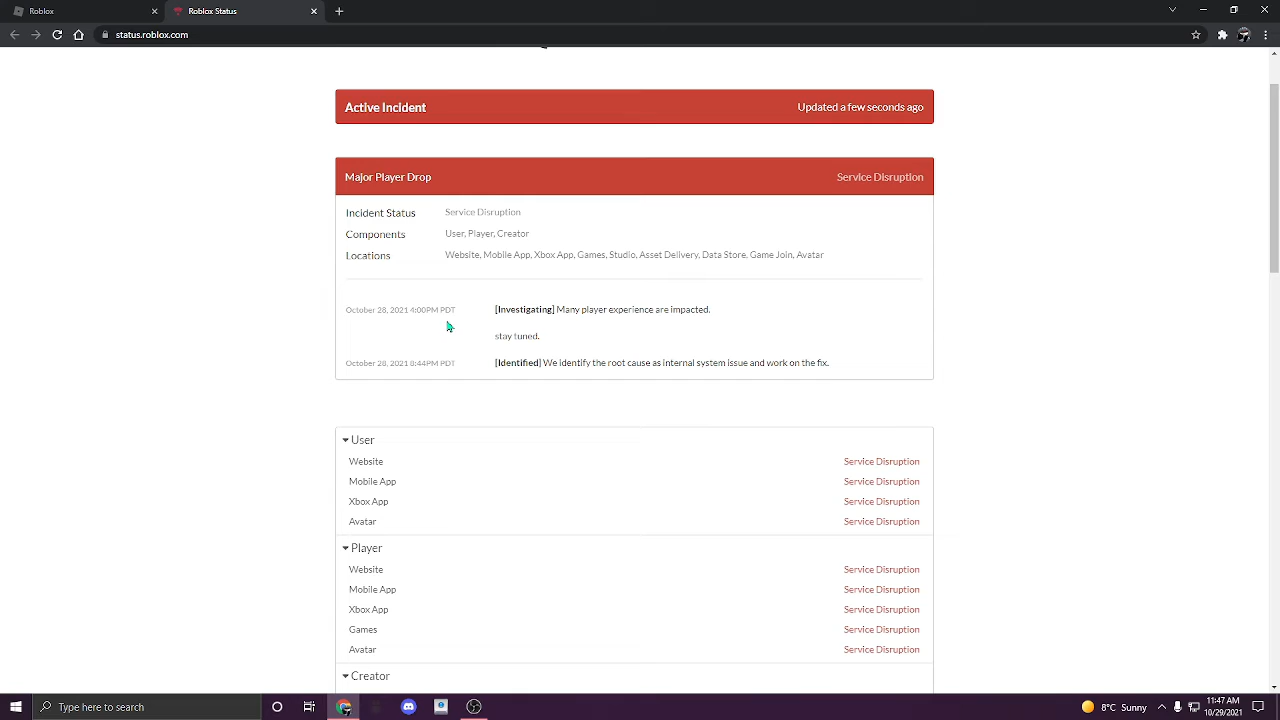 Roblox
Roblox Status
status.roblox.com
Active Incident
Updated a few seconds ago
Major Player Drop
Service Disruption
Incident Status
Service Disruption
Components
User, Player, Creator
Locations
Website, Mobile App, Xbox App, Games, Studio, Asset Delivery, Data Store, Game Join, Avatar
October 28, 2021 4:00PM PDT
[Investigating] Many player experience are impacted.
stay tuned.
October 28, 2021 8:44PM PDT
[Identified] We identify the root cause as internal system issue and work on the fix.
User
Website
Service Disruption
Mobile App
Service Disruption
Xbox App
Service Disruption
Avatar
Service Disruption
Player
Website
Service Disruption
Mobile App
Service Disruption
Xbox App
Service Disruption
Games
Service Disruption
Avatar
Service Disruption
Creator
Type here to search
8°C Sunny
11:47 AM
10/29/2021